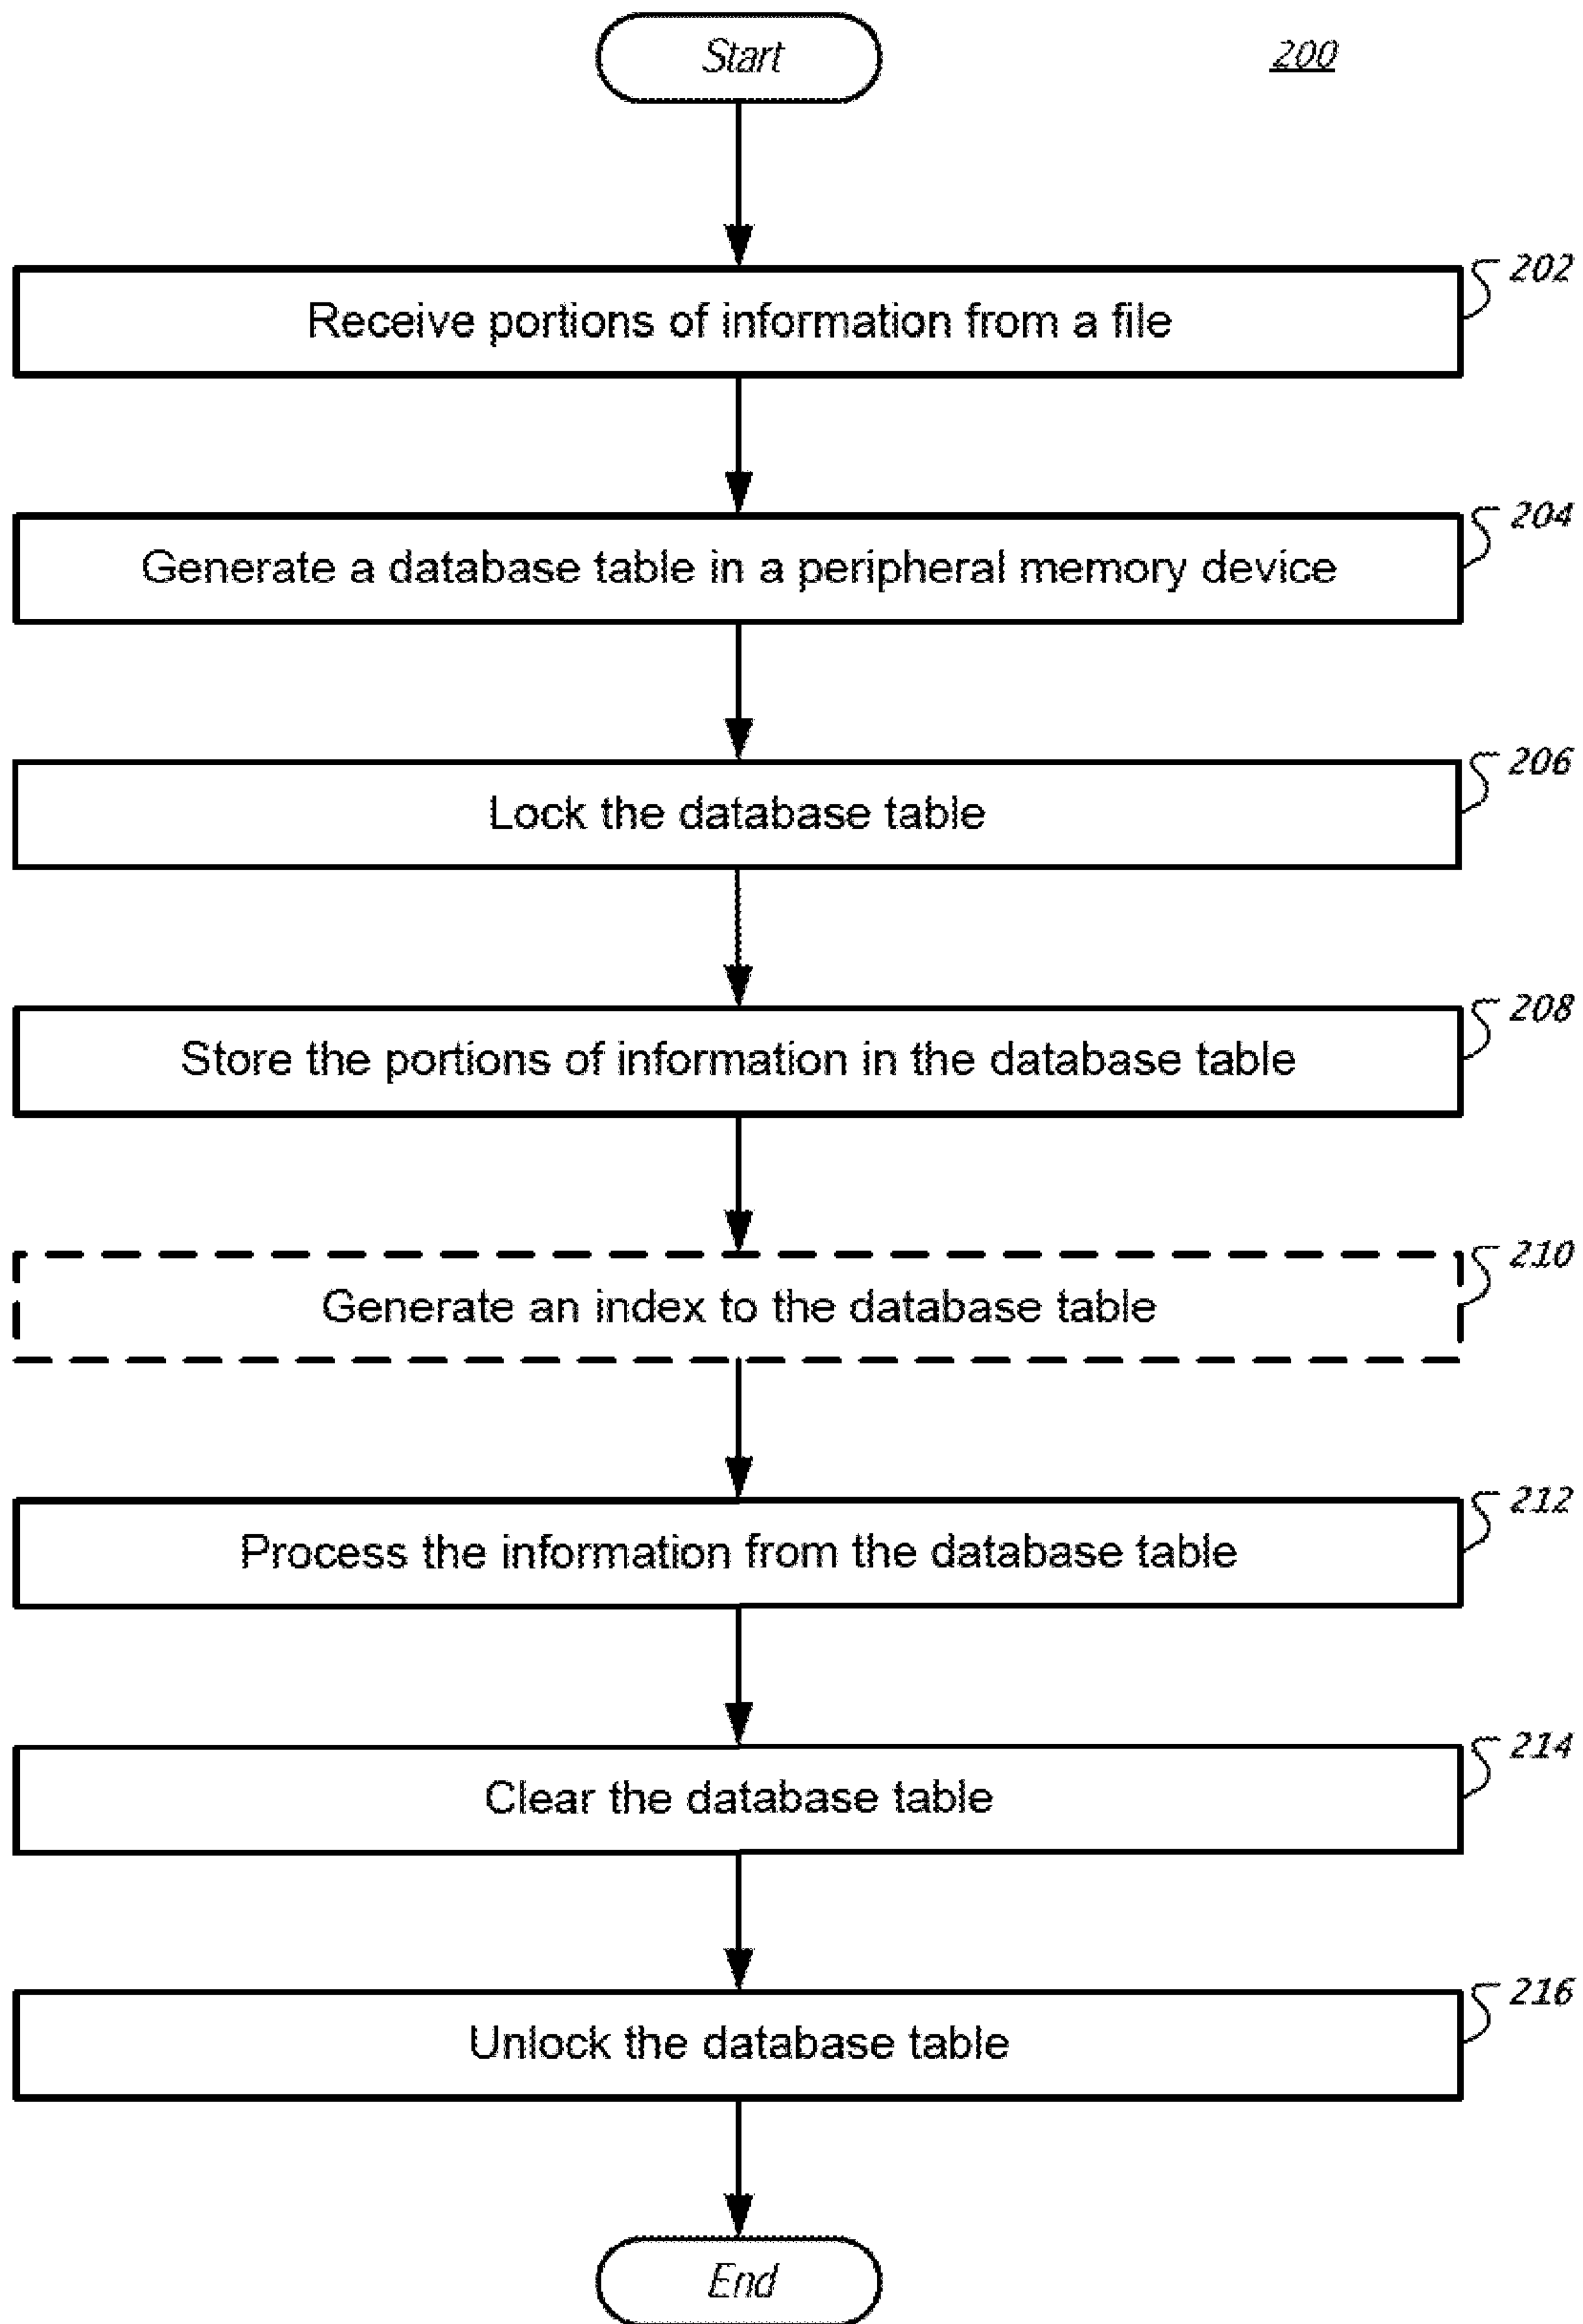 Start
200
202
Receive portions of information from a file
204
Generate a database table in a peripheral memory device
206
Lock the database table
208
Store the portions of information in the database table
210
Generate an index to the database table
212
Process the information from the database table
214
Clear the database table
216
Unlock the database table
End